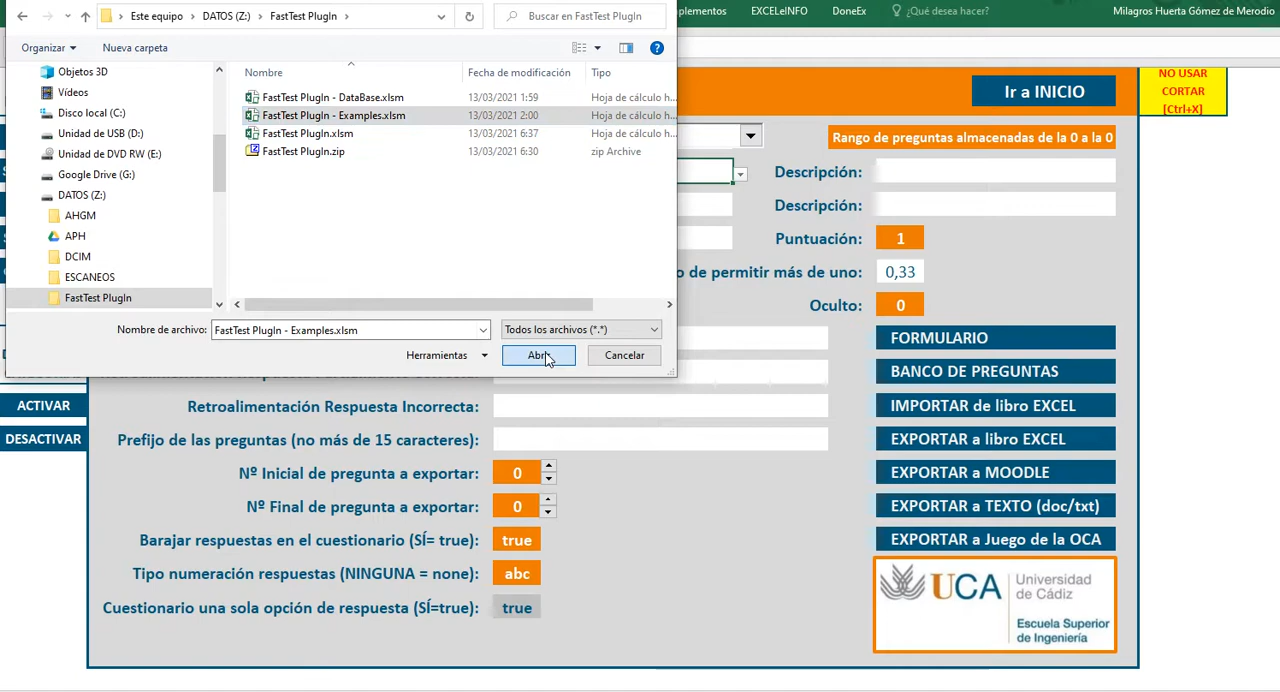 Este equipo > DATOS (Z:) > FastTest PlugIn >
Buscar en FastTest PlugIn
EXCELeINFO
DoneEx
¿Qué desea hacer?
Milagros Huerta Gómez de Merodio
Organizar
Nueva carpeta
Objetos 3D
Vídeos
Disco local (C:)
Unidad de USB (D:)
Unidad de DVD RW (E:)
Google Drive (G:)
DATOS (Z:)
AHGM
APH
DCIM
ESCANEOS
FastTest PlugIn
Nombre
Fecha de modificación
Tipo
FastTest PlugIn - DataBase.xlsm 13/03/2021 1:59 Hoja de cálculo h...
FastTest PlugIn - Examples.xlsm 13/03/2021 2:00 Hoja de cálculo h...
FastTest PlugIn.xlsm 13/03/2021 6:37 Hoja de cálculo h...
FastTest PlugIn.zip 13/03/2021 6:30 zip Archive
Nombre de archivo: FastTest PlugIn - Examples.xlsm
Todos los archivos (*.*)
Herramientas
Cancelar
Ir a INICIO
NO USAR
CORTAR
[Ctrl+X]
Rango de preguntas almacenadas de la 0 a la 0
Descripción:
Descripción:
Puntuación: 1
de permitir más de uno: 0,33
Oculto: 0
ACTIVAR
DESACTIVAR
Retroalimentación Respuesta Incorrecta:
Prefijo de las preguntas (no más de 15 caracteres):
Nº Inicial de pregunta a exportar: 0
Nº Final de pregunta a exportar: 0
Barajar respuestas en el cuestionario (SÍ= true): true
Tipo numeración respuestas (NINGUNA = none): abc
Cuestionario una sola opción de respuesta (SÍ=true): true
FORMULARIO
BANCO DE PREGUNTAS
IMPORTAR de libro EXCEL
EXPORTAR a libro EXCEL
EXPORTAR a MOODLE
EXPORTAR a TEXTO (doc/txt)
EXPORTAR a Juego de la OCA
UCA
Universidad
de Cádiz
Escuela Superior
de Ingeniería